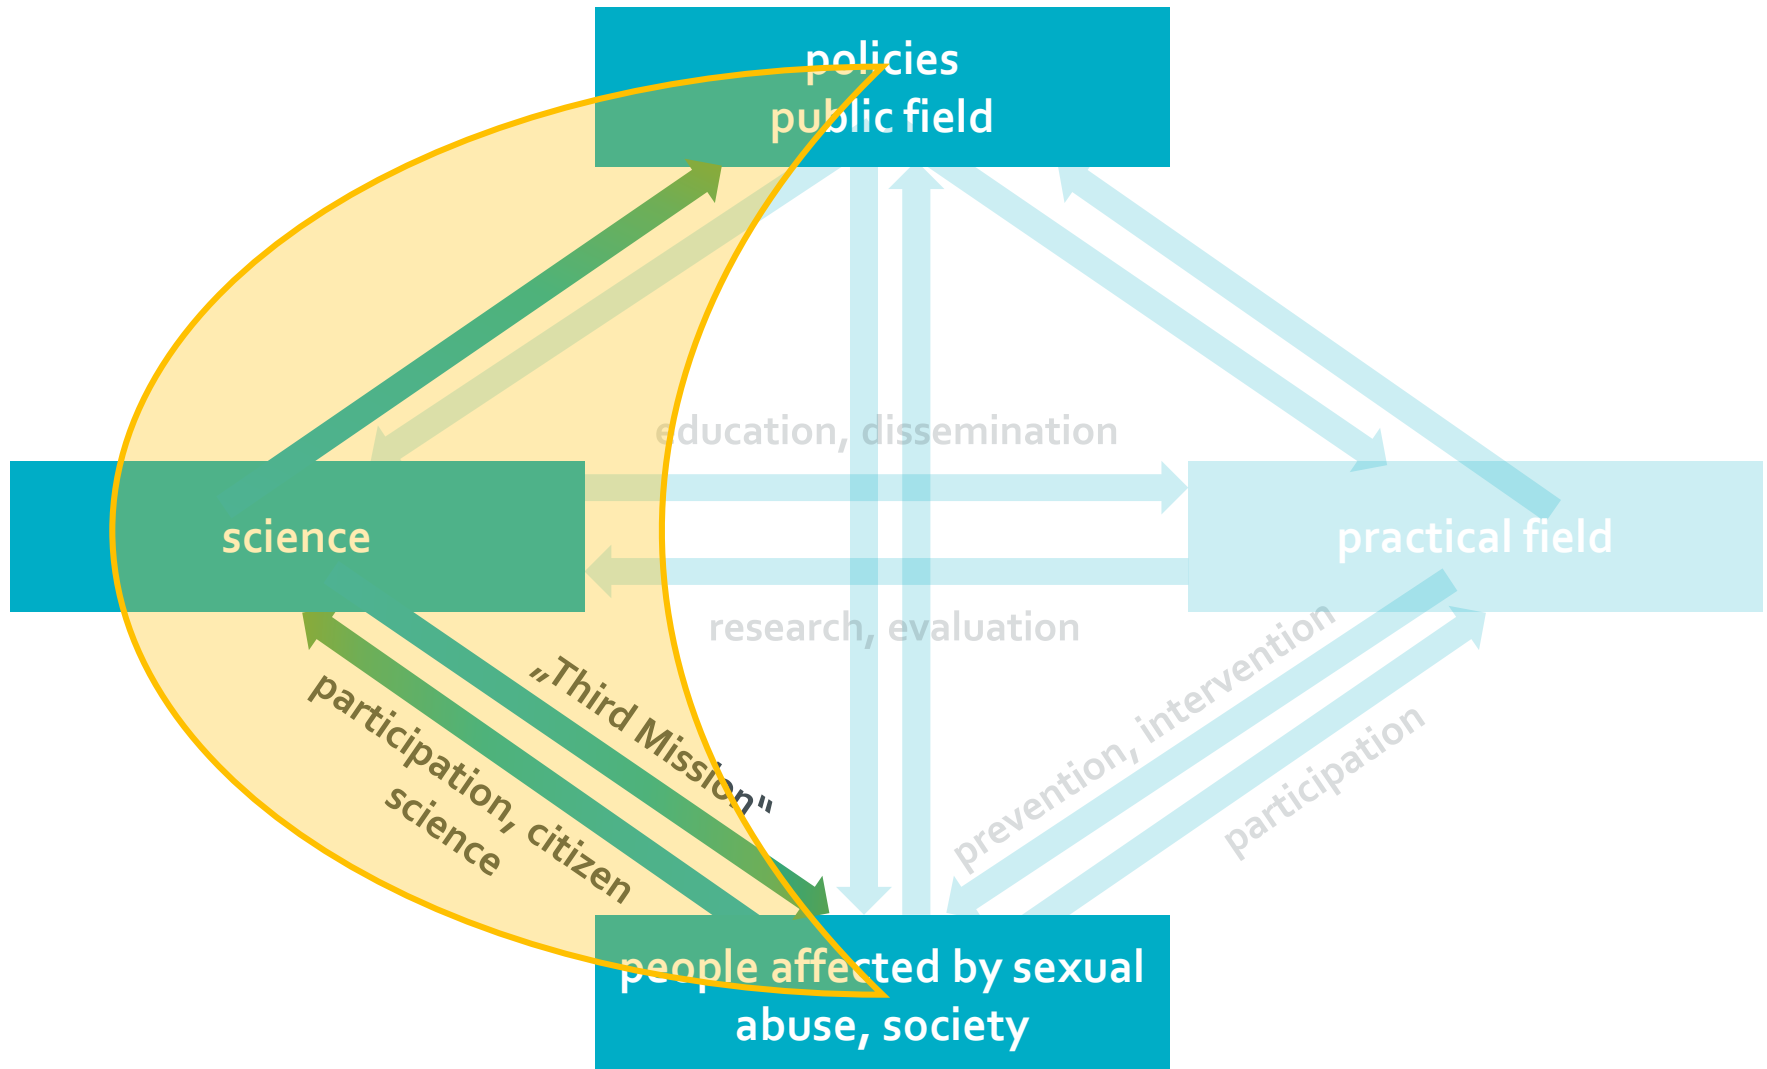 policies
public field
education, dissemination
science
practical field
research, evaluation
„Third Mission“
participation, citizen
science
prevention, intervention
participation
people affected by sexual
abuse, society